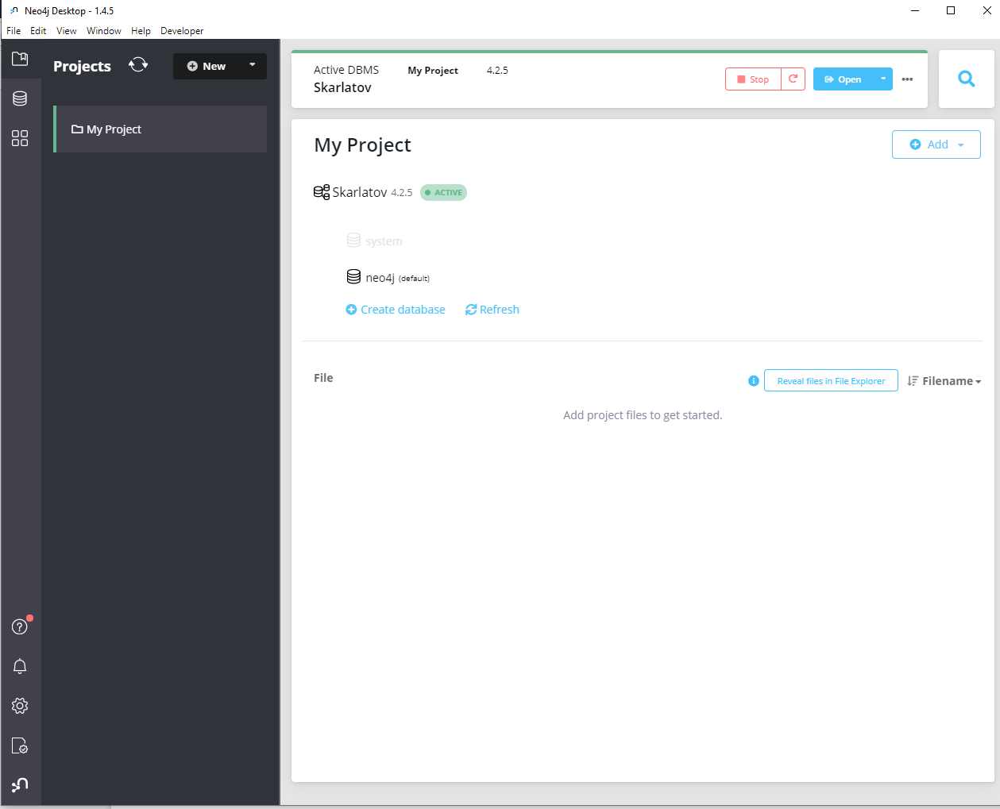 Neo4j Desktop - 1.4.5
File Edit View Window Help Developer
Projects
New
My Project
Active DBMS My Project 4.2.5
Skarlatov
Stop
Open
My Project
Add
Skarlatov 4.2.5 ACTIVE
system
neo4j (default)
Create database Refresh
File
Reveal files in File Explorer
Filename
Add project files to get started.